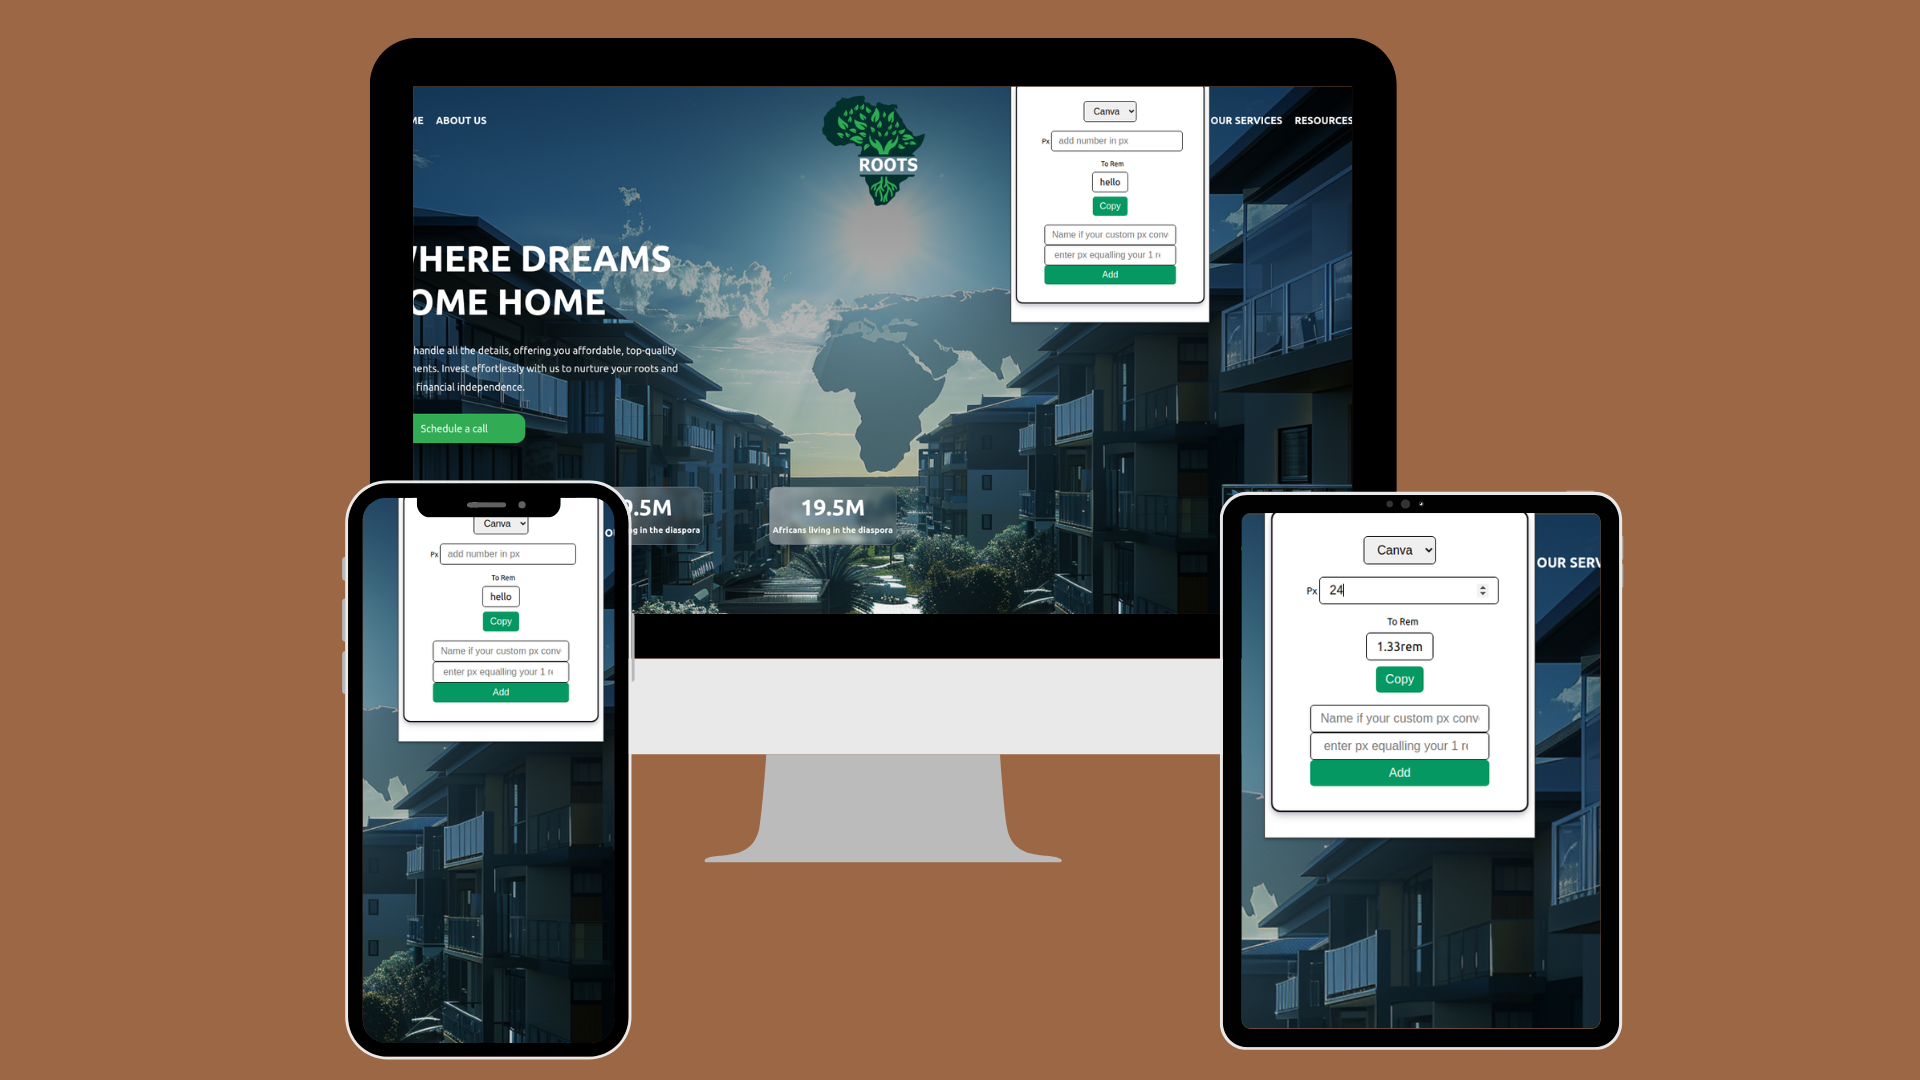 ME ABOUT US
ROOTS
Canva
Px add number in px
To Rem
hello
Copy
Name if your custom px conv
enter px equalling your 1 r
Add
OUR SERVICES RESOURCES
WHERE DREAMS
OME HOME
handle all the details, offering you affordable, top-quality
ments. Invest effortlessly with us to nurture your roots and
financial independence.
Schedule a call
9.5M
ng in the diaspora
19.5M
Africans living in the diaspora
Canva
Px add number in px
To Rem
hello
Copy
Name if your custom px conv
enter px equalling your 1 re
Add
OU
Canva
Px 24
To Rem
1.33rem
Copy
Name if your custom px conv
enter px equalling your 1 re
Add
OUR SERV